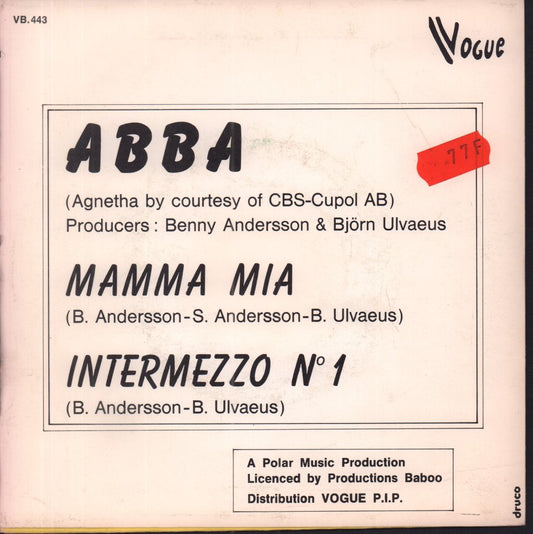 VB.443
VOGUE
ABBA
77F
(Agnetha by courtesy of CBS-Cupol AB)
Producers : Benny Andersson & Björn Ulvaeus
MAMMA MIA
(B. Andersson-S. Andersson-B. Ulvaeus)
INTERMEZZO N° 1
(B. Andersson-B. Ulvaeus)
A Polar Music Production
Licenced by Productions Baboo
Distribution VOGUE P.I.P.
druco